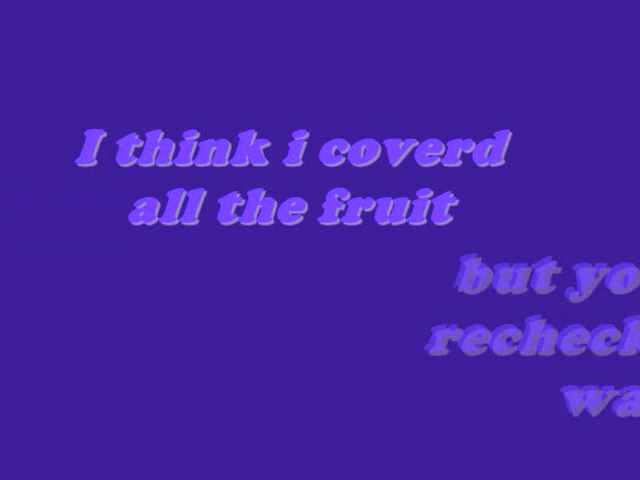 I think i coverd
all the fruit
but yo
recheck
wa